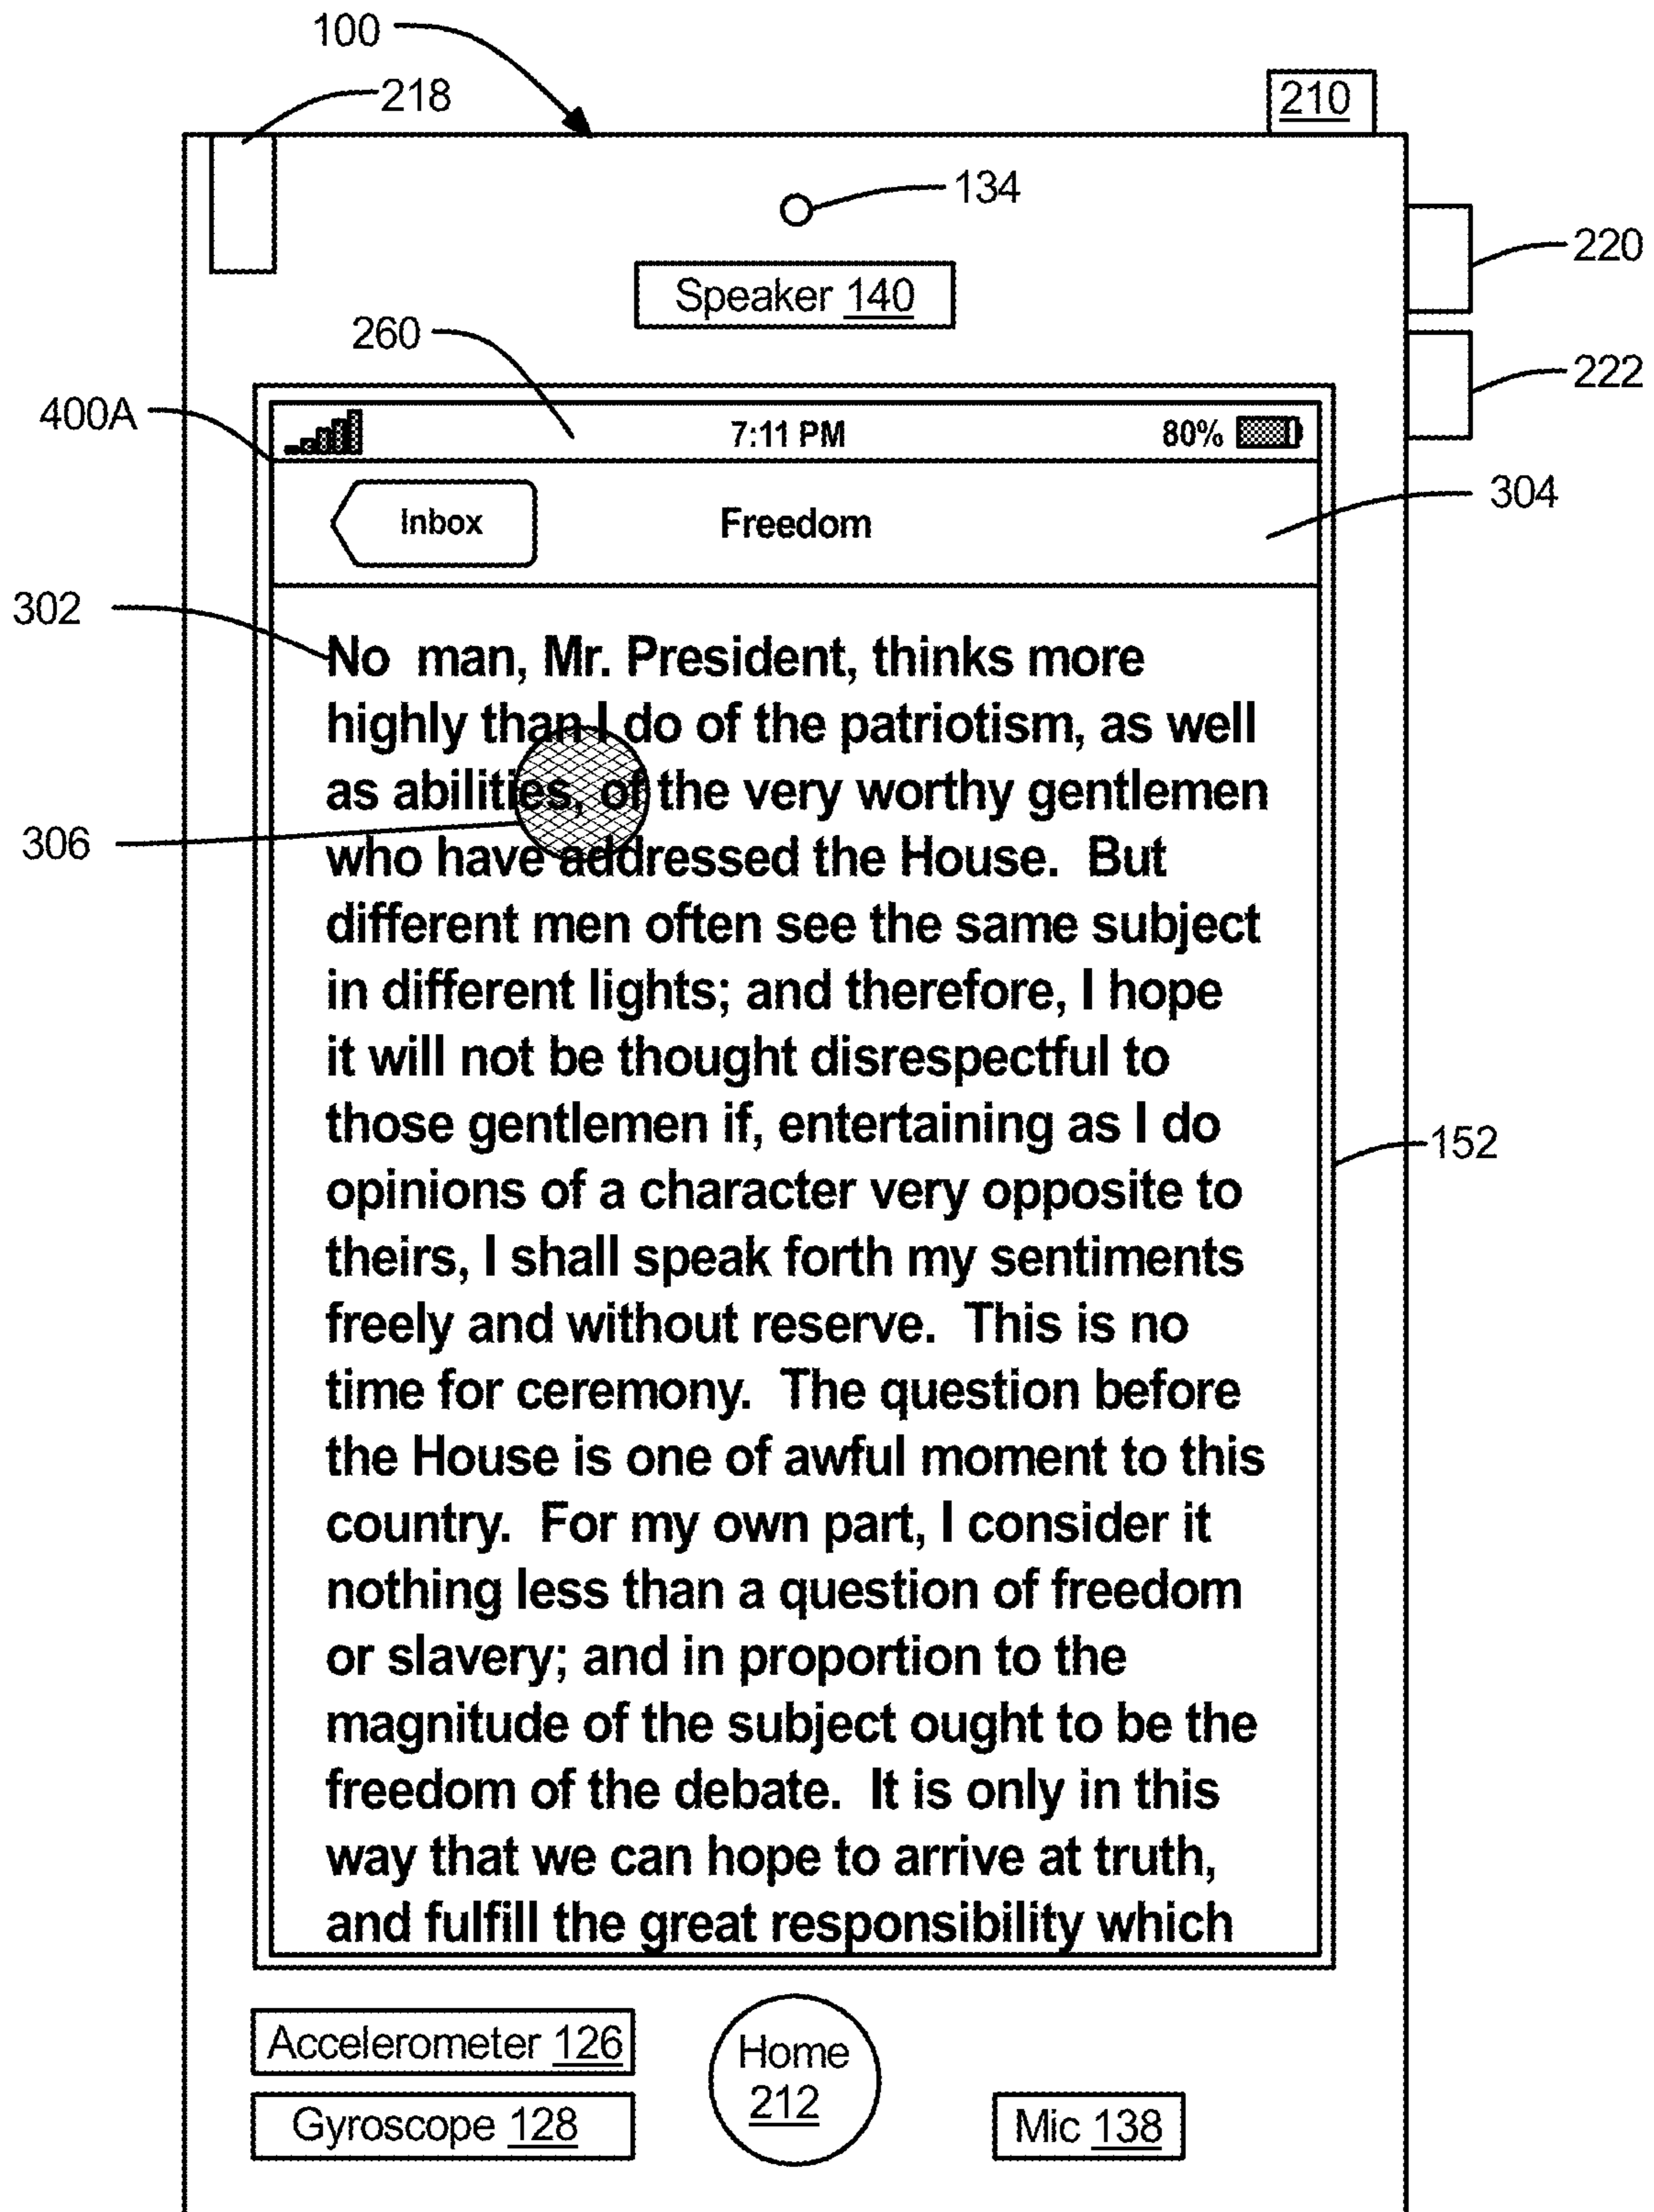 100
218
210
134
220
Speaker 140
260
222
400A
7:11 PM 80%
304
Inbox Freedom
302
No man, Mr. President, thinks more
highly than I do of the patriotism, as well
as abilities, of the very worthy gentlemen
306
who have addressed the House. But
different men often see the same subject
in different lights; and therefore, I hope
it will not be thought disrespectful to
those gentlemen if, entertaining as I do
152
opinions of a character very opposite to
theirs, I shall speak forth my sentiments
freely and without reserve. This is no
time for ceremony. The question before
the House is one of awful moment to this
country. For my own part, I consider it
nothing less than a question of freedom
or slavery; and in proportion to the
magnitude of the subject ought to be the
freedom of the debate. It is only in this
way that we can hope to arrive at truth,
and fulfill the great responsibility which
Accelerometer 126
Home
212
Gyroscope 128
Mic 138